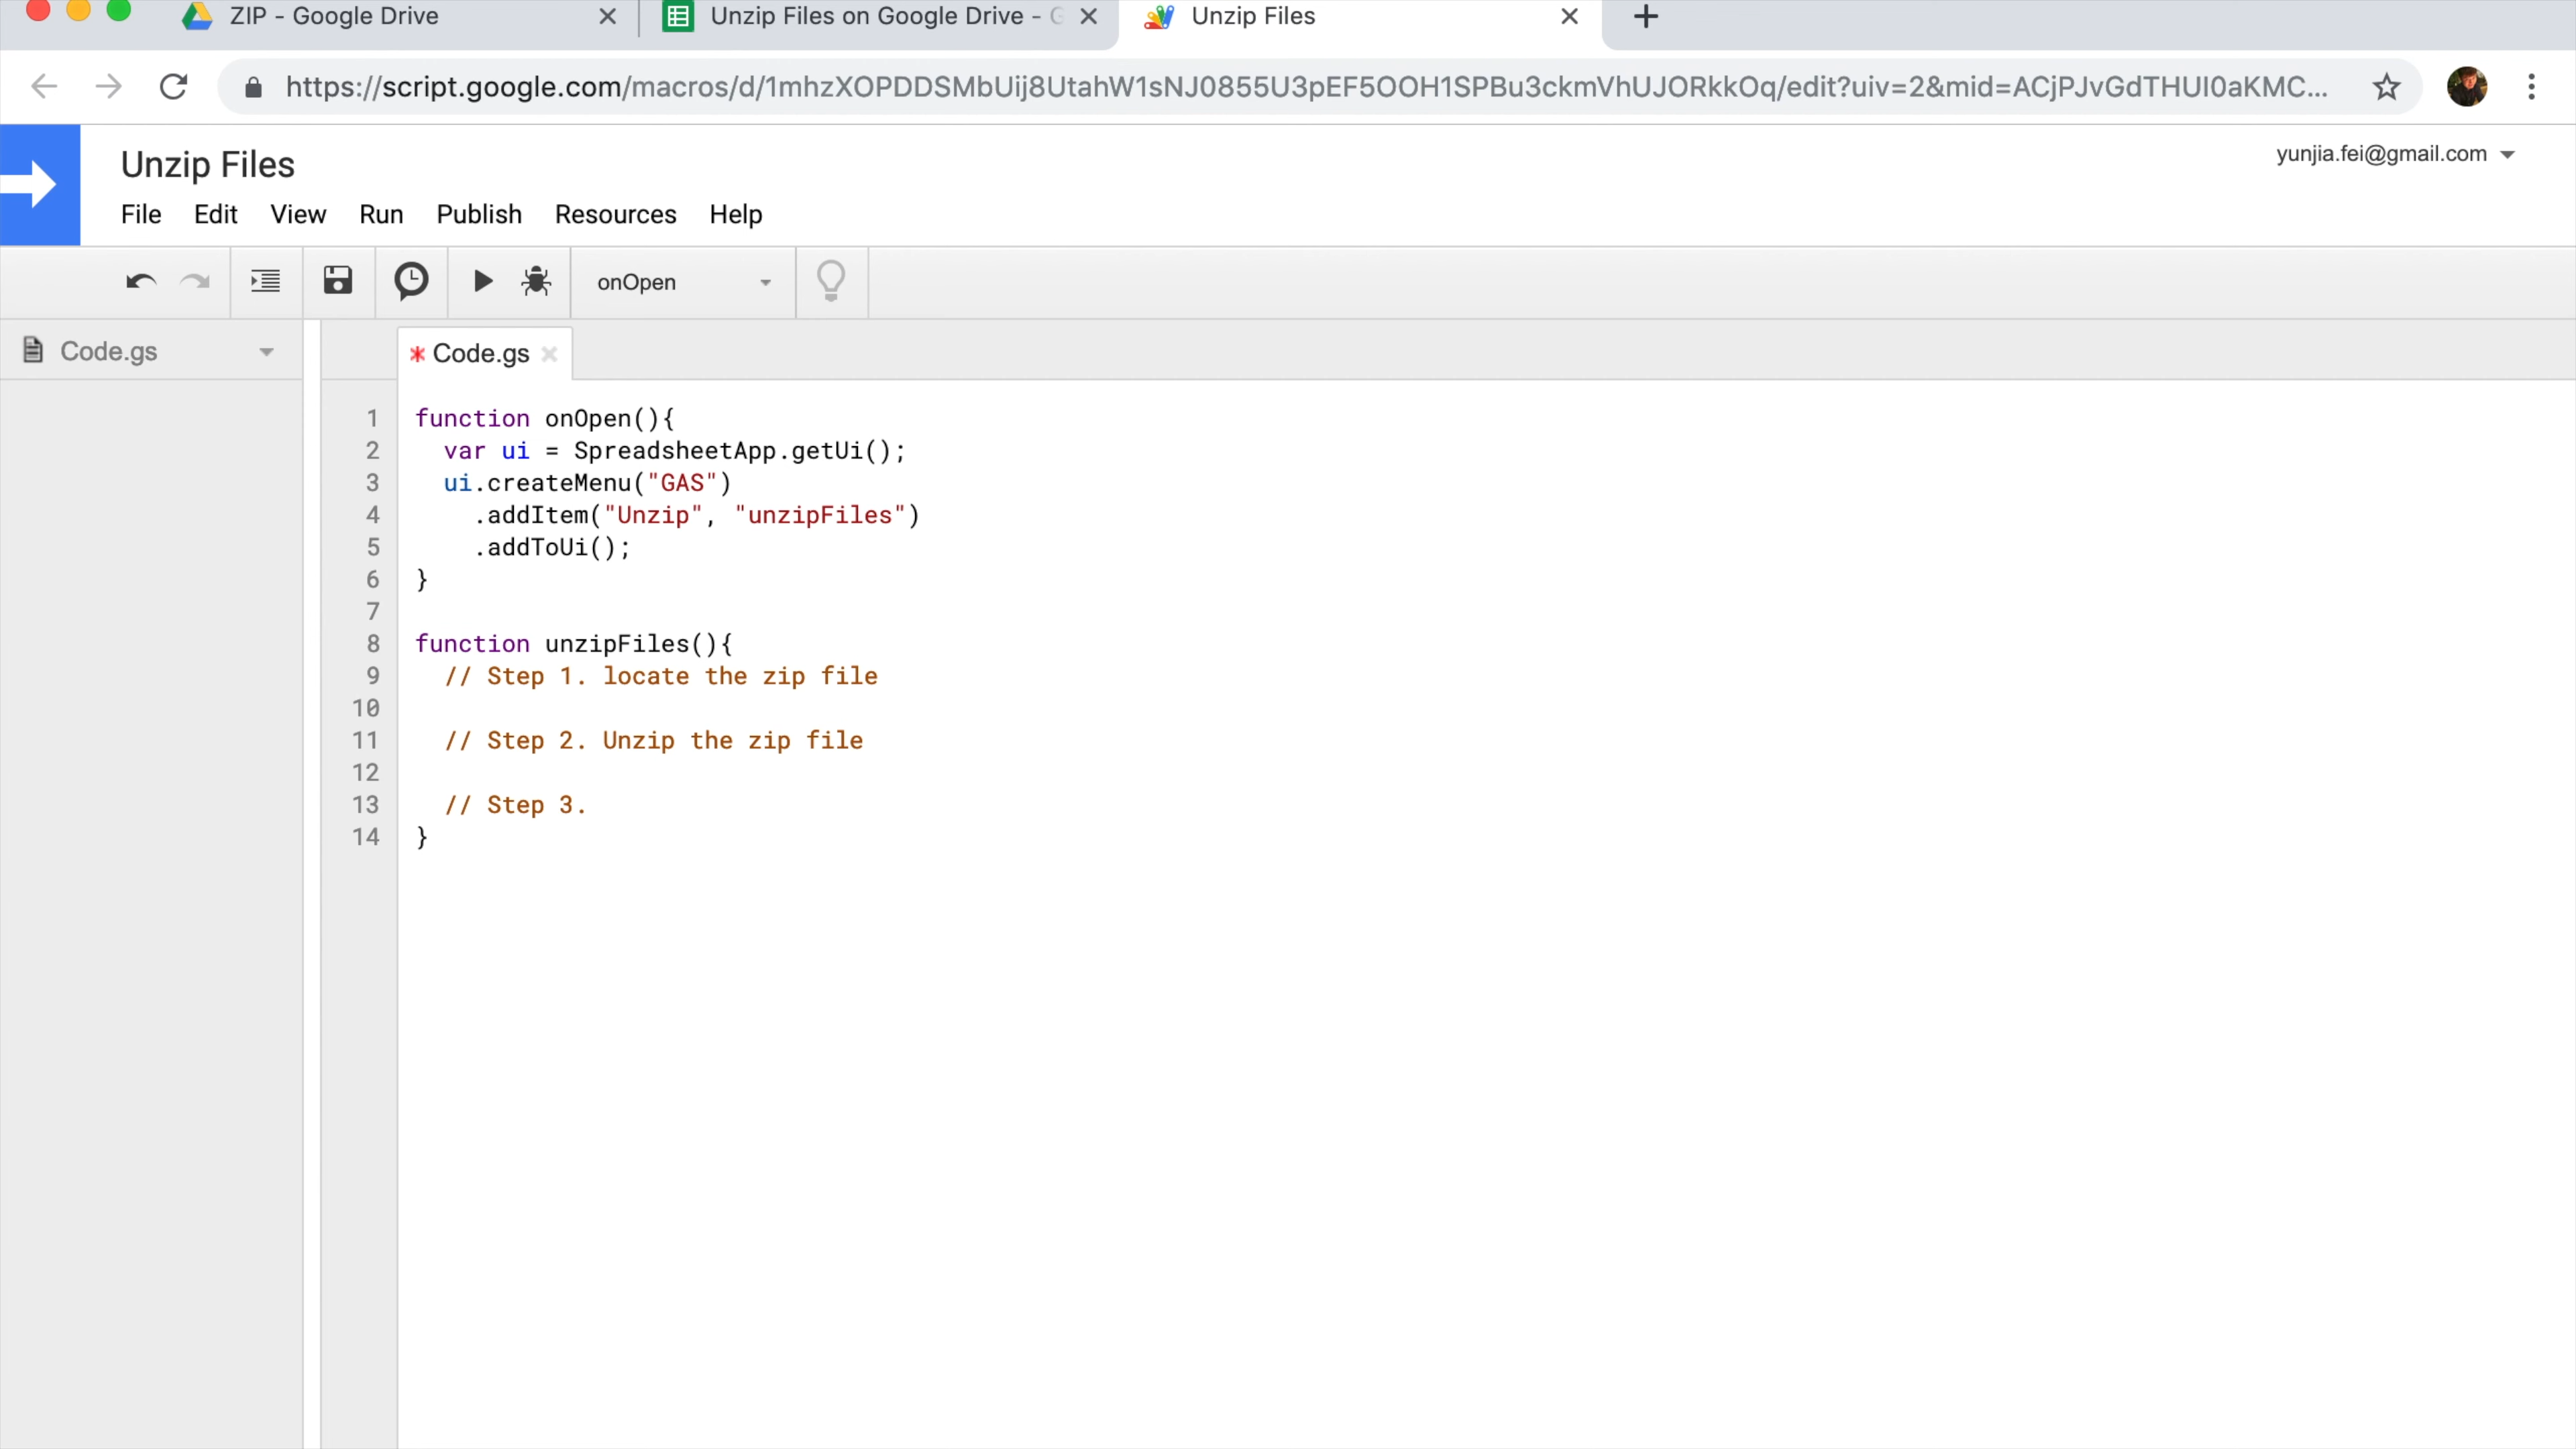 ZIP - Google Drive
Unzip Files on Google Drive - G
Unzip Files
https://script.google.com/macros/d/1mhzXOPDDSMbUij8UtahW1sNJ0855U3pEF5OOH1SPBu3ckmVhUJORkkOq/edit?uiv=2&mid=ACjPJvGdTHUI0aKMC...
Unzip Files
yunjia.fei@gmail.com
File Edit View Run Publish Resources Help
onOpen
Code.gs
* Code.gs
1 function onOpen(){
2 var ui = SpreadsheetApp.getUi();
3 ui.createMenu("GAS")
4 .addItem("Unzip", "unzipFiles")
5 .addToUi();
6 }
7
8 function unzipFiles(){
9 // Step 1. locate the zip file
10
11 // Step 2. Unzip the zip file
12
13 // Step 3.
14 }